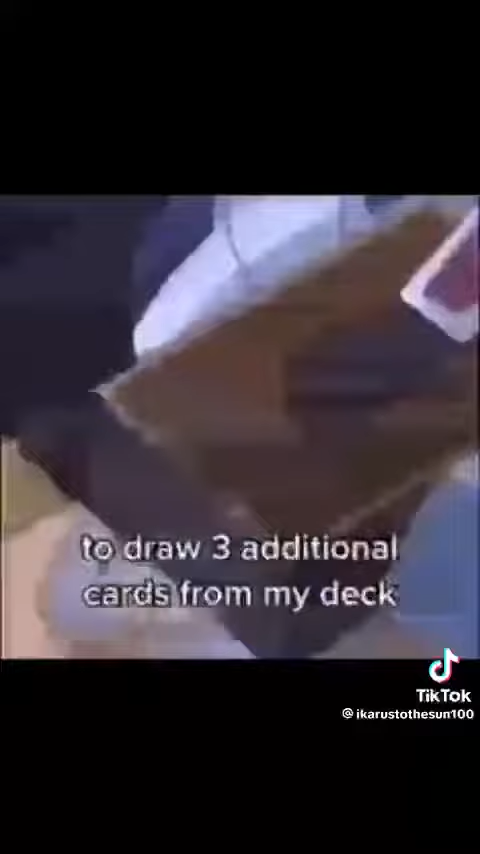 to draw 3 additional
cards from my deck
TikTok
@ikarustothesun100